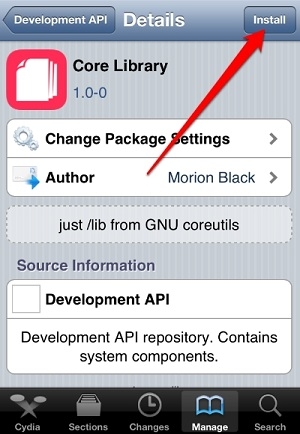 Development API
Details
Install
Core Library
1.0-0
Change Package Settings
Author
Morion Black
just /lib from GNU coreutils
Source Information
Development API
Development API repository. Contains
system components.
Cydia
Sections
Changes
Manage
Search